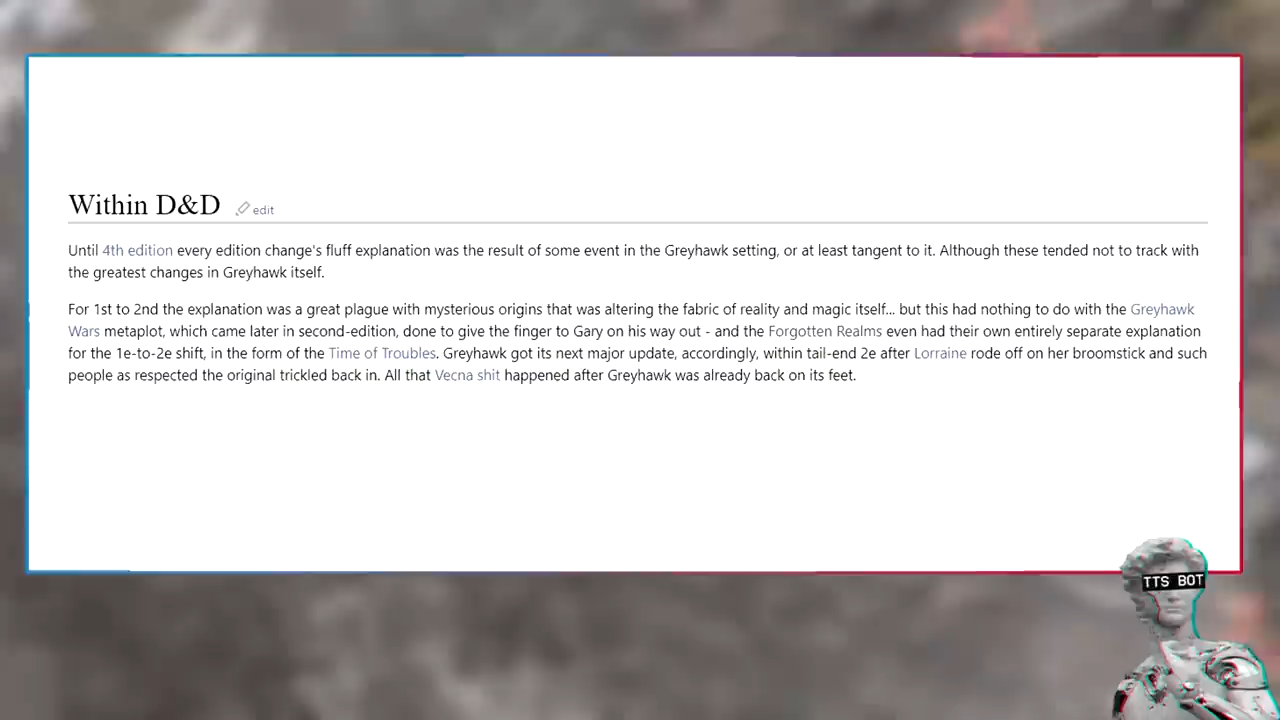 Within D&D edit
Until 4th edition every edition change's fluff explanation was the result of some event in the Greyhawk setting, or at least tangent to it. Although these tended not to track with
the greatest changes in Greyhawk itself.
For 1st to 2nd the explanation was a great plague with mysterious origins that was altering the fabric of reality and magic itself... but this had nothing to do with the Greyhawk
Wars metaplot, which came later in second-edition, done to give the finger to Gary on his way out - and the Forgotten Realms even had their own entirely separate explanation
for the 1e-to-2e shift, in the form of the Time of Troubles. Greyhawk got its next major update, accordingly, within tail-end 2e after Lorraine rode off on her broomstick and such
people as respected the original trickled back in. All that Vecna shit happened after Greyhawk was already back on its feet.
TTS BOT